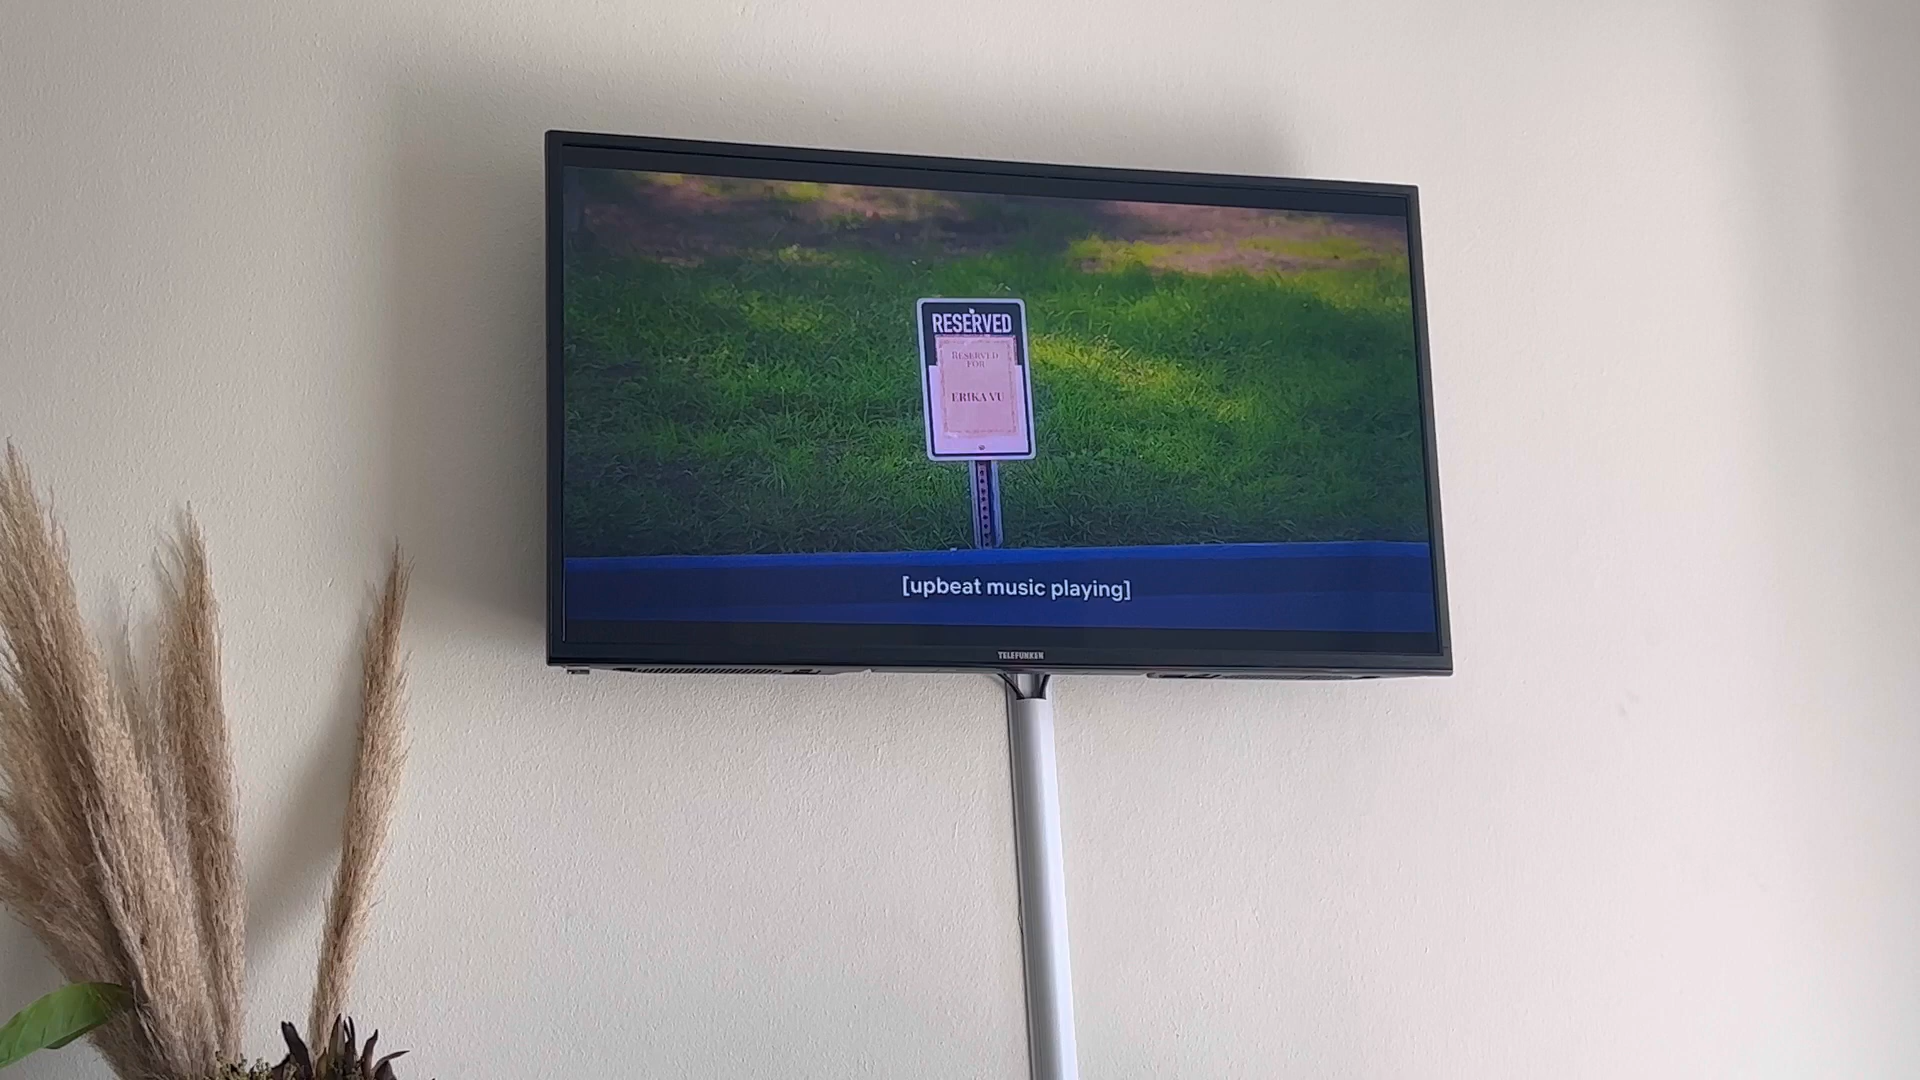 RESERVED
RESERVED
FOR
ERIKA VU
[upbeat music playing]
TELEFUNKEN